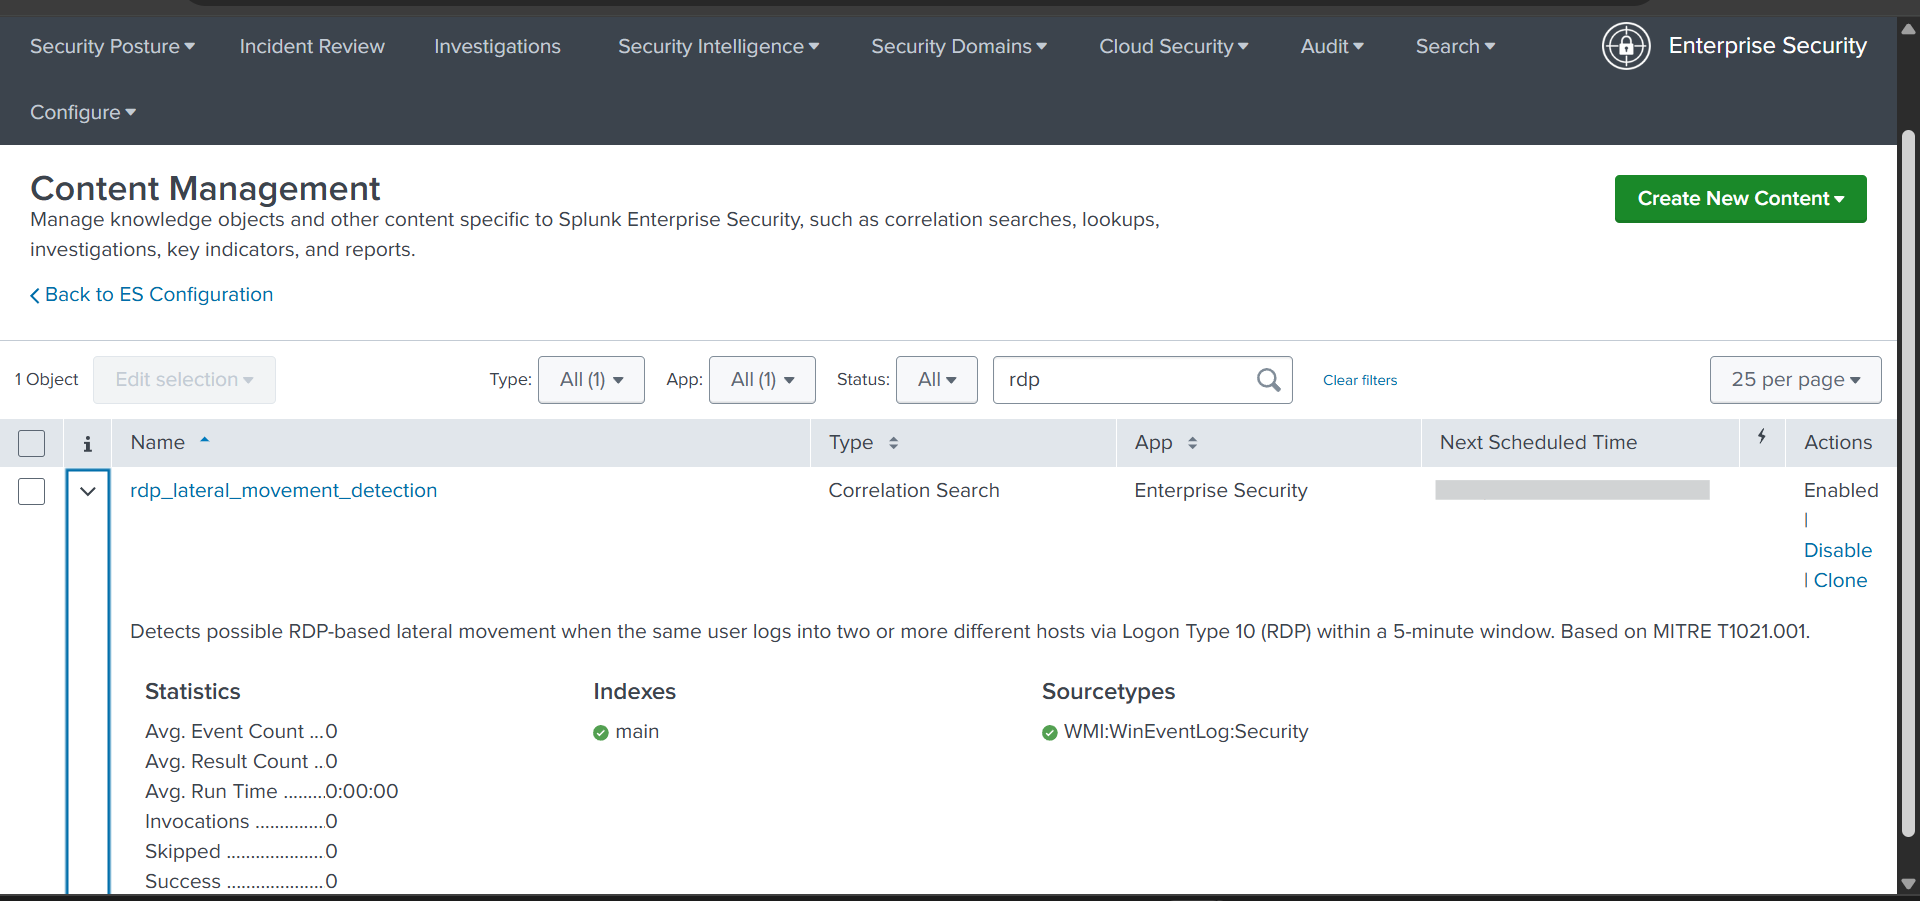 Security Posture Incident Review Investigations Security Intelligence Security Domains Cloud Security Audit Search Enterprise Security
Configure
Content Management
Manage knowledge objects and other content specific to Splunk Enterprise Security, such as correlation searches, lookups,
investigations, key indicators, and reports.
Back to ES Configuration
Create New Content
1 Object Edit selection Type: All (1) App: All (1) Status: All rdp Clear filters 25 per page
i Name Type App Next Scheduled Time Actions
rdp_lateral_movement_detection Correlation Search Enterprise Security Enabled
|
Disable
| Clone
Detects possible RDP-based lateral movement when the same user logs into two or more different hosts via Logon Type 10 (RDP) within a 5-minute window. Based on MITRE T1021.001.
Statistics Indexes Sourcetypes
Avg. Event Count ...0 main WMI:WinEventLog:Security
Avg. Result Count ..0
Avg. Run Time .........0:00:00
Invocations ...............0
Skipped .....................0
Success .....................0